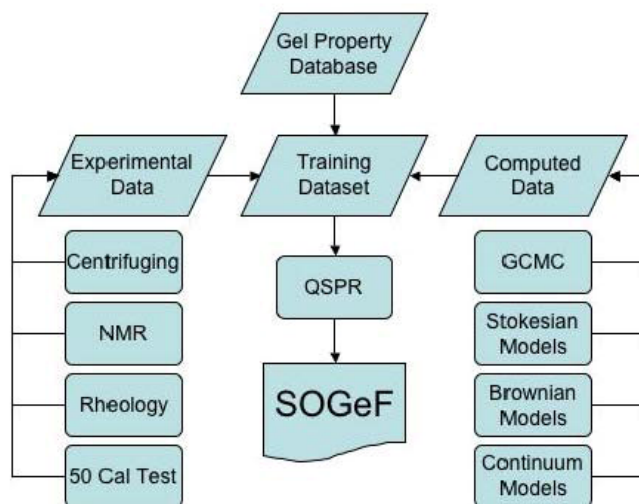 Gel Property
Database
Experimental
Data
Training
Dataset
Computed
Data
Centrifuging
NMR
Rheology
50 Cal Test
QSPR
SOGeF
GCMC
Stokesian
Models
Brownian
Models
Continuum
Models